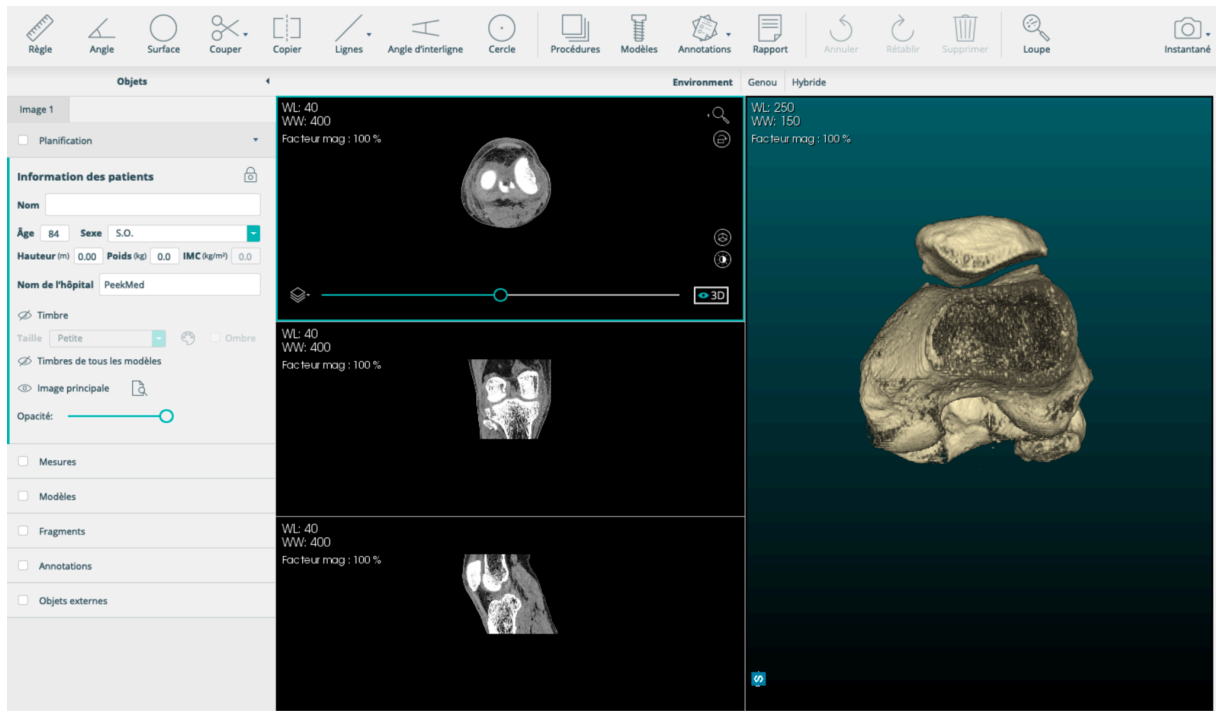 Règle
Angle
Surface
Couper
Copier
Lignes
Angle d'interligne
Cercle
Procédures
Modèles
Annotations
Rapport
Annuler
Rétablir
Supprimer
Loupe
Instantané
Objets
Environment
Genou
Hybride
Image 1
Planification
Information des patients
Nom
Âge 84 Sexe S.O.
Hauteur (m) 0.00 Poids (kg) 0.0 IMC (kg/m²) 0.0
Nom de l'hôpital PeekMed
Timbre
Taille Petite Ombre
Timbres de tous les modèles
Image principale
Opacité:
Mesures
Modèles
Fragments
Annotations
Objets externes
WL: 40
WW: 400
Facteur mag : 100 %
3D
WL: 40
WW: 400
Facteur mag : 100 %
WL: 40
WW: 400
Facteur mag : 100 %
WL: 250
WW: 150
Facteur mag : 100 %
S